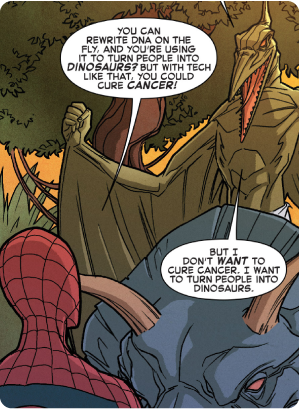 YOU CAN
REWRITE DNA ON THE
FLY, AND YOU'RE USING
IT TO TURN PEOPLE INTO
DINOSAURS? BUT WITH TECH
LIKE THAT, YOU COULD
CURE CANCER!
BUT I
DON'T WANT TO
CURE CANCER. I WANT
TO TURN PEOPLE INTO
DINOSAURS.